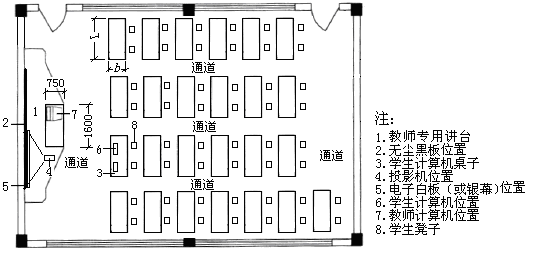 L
b
通道
750
1
7
2
1600
通道
6
8
通道
4
通道
3
5
通道
注：
1.教师专用讲台
2.无尘黑板位置
3.学生计算机桌子
4.投影机位置
5.电子白板（或银幕）位置
6.学生计算机位置
7.教师计算机位置
8.学生凳子